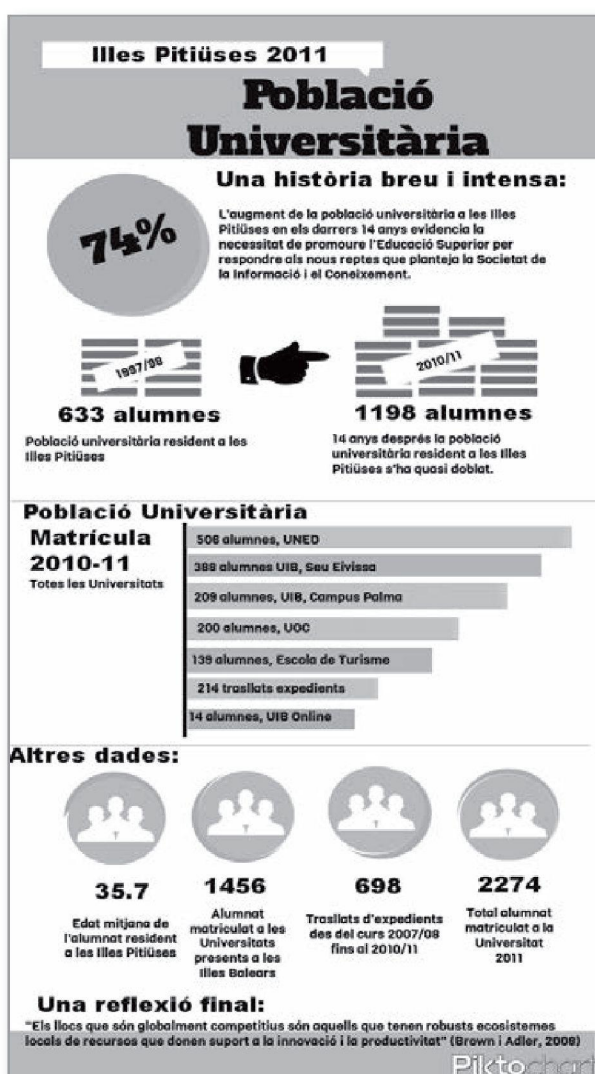 Illes Pitiüses 2011
Població
Universitària
Una història breu i intensa:
74%
L'augment de la població universitària a les Illes
Pitiüses en els darrers 14 anys evidencia la
necessitat de promoure l'Educació Superior per
respondre als nous reptes que planteja la Societat de
la Informació i el Coneixement.
1997/98
2010/11
633 alumnes
Població universitària resident a les
Illes Pitiüses
1198 alumnes
14 anys després la població
universitària resident a les Illes
Pitiüses s'ha quasi doblat.
Població Universitària
Matrícula
2010-11
Totes les Universitats
506 alumnes, UNED
388 alumnes UIB, Seu Eivissa
209 alumnes, UIB, Campus Palma
200 alumnes, UOC
139 alumnes, Escola de Turisme
214 trasllats expedients
14 alumnes, UIB Online
Altres dades:
35.7
Edat mitjana de
l'alumnat resident
a les Illes Pitiüses
1456
Alumnat
matriculat a les
Universitats
presents a les
Illes Balears
698
Trasllats d'expedients
des del curs 2007/08
fins al 2010/11
2274
Total alumnat
matriculat a la
Universitat
2011
Una reflexió final:
"Els llocs que són globalment competitius són aquells que tenen robusts ecosistemes
locals de recursos que donen suport a la innovació i la productivitat" (Brown i Adler, 2008)
Piktochart